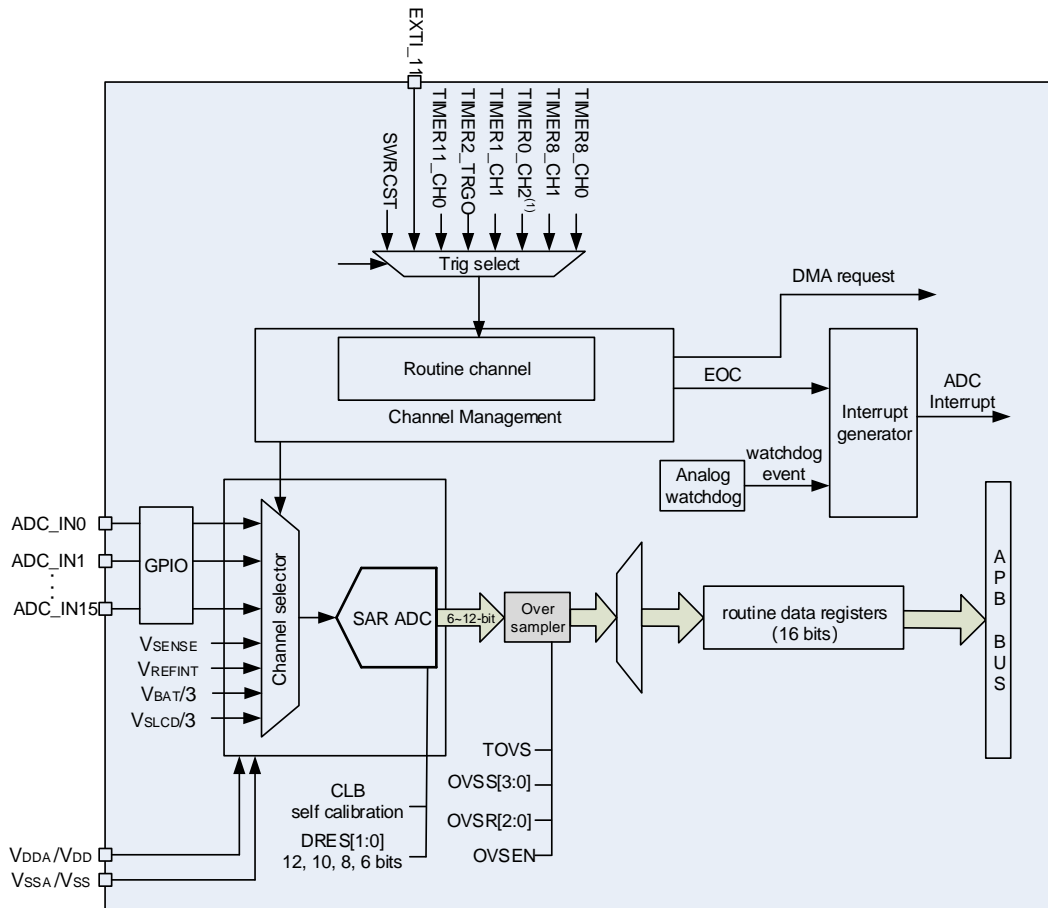 EXTI_11
SWRCST
TIMER11_CH0
TIMER2_TRGO
TIMER1_CH1
TIMER0_CH2(1)
TIMER8_CH1
TIMER8_CH0
Trig select
DMA request
Routine channel
Channel Management
EOC
Interrupt
generator
ADC
Interrupt
watchdog
event
Analog
watchdog
ADC_IN0
ADC_IN1
ADC_IN15
GPIO
VSENSE
VREFINT
VBAT/3
VSLCD/3
Channel selector
SAR ADC
6~12-bit
Over
sampler
routine data registers
(16 bits)
APB BUS
TOVS
OVSS[3:0]
OVSR[2:0]
OVSEN
CLB
self calibration
DRES[1:0]
12, 10, 8, 6 bits
VDDA/VDD
VSSA/VSS